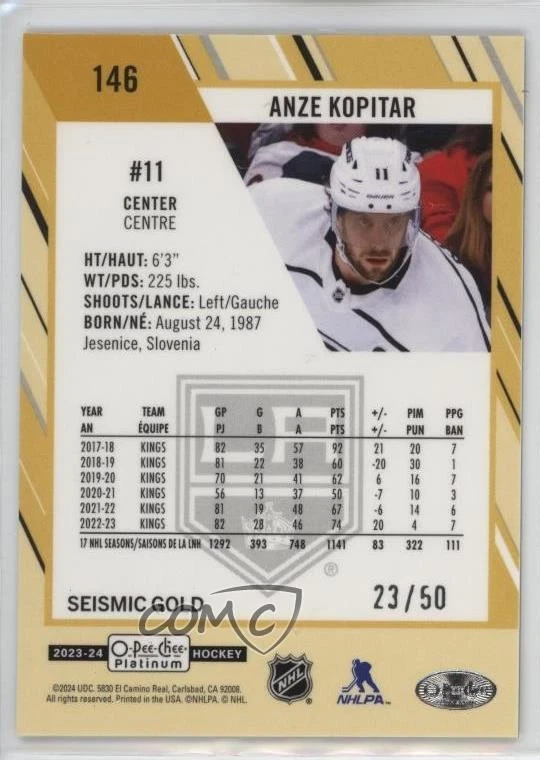 146
ANZE KOPITAR
11
#11
CENTER
CENTRE
HT/HAUT: 6'3"
WT/PDS: 225 lbs.
SHOOTS/LANCE: Left/Gauche
BORN/NÉ: August 24, 1987
Jesenice, Slovenia
YEAR TEAM GP G A PTS +/- PIM PPG
AN ÉQUIPE PJ B A PTS +/- PUN BAN
2017-18 KINGS 82 35 57 92 21 20 7
2018-19 KINGS 81 22 38 60 -20 30 1
2019-20 KINGS 70 21 41 62 6 16 7
2020-21 KINGS 56 13 37 50 -7 10 3
2021-22 KINGS 81 19 48 67 -6 14 6
2022-23 KINGS 82 28 46 74 20 4 7
17 NHL SEASONS/SAISONS DE LA LNH 1292 393 748 1141 83 322 111
®
SEISMIC GOLD
23/50
COMC
2023-24 O-Pee-Chee Platinum HOCKEY
©2024 UDC. 5830 El Camino Real, Carlsbad, CA 92008.
All rights reserved. Printed in the USA. ©NHLPA. © NHL.
NHL
NHLPA
O-Pee-Chee